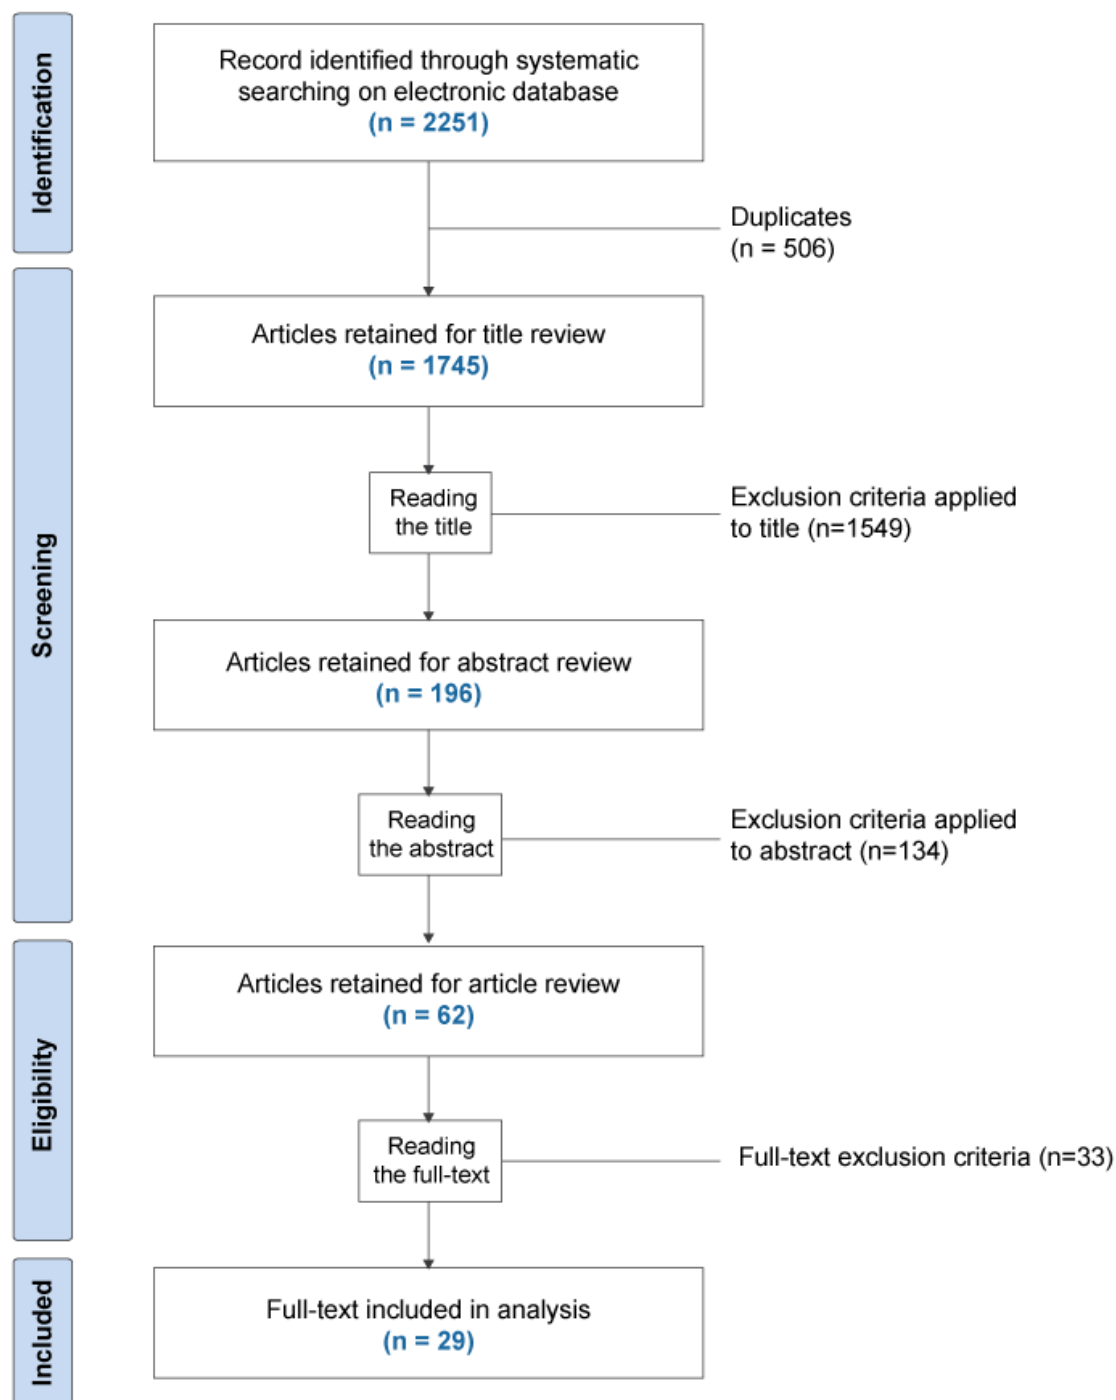 Identification
Record identified through systematic
searching on electronic database
(n = 2251)
Duplicates
(n = 506)
Screening
Articles retained for title review
(n = 1745)
Reading
the title
Exclusion criteria applied
to title (n=1549)
Articles retained for abstract review
(n = 196)
Reading
the abstract
Exclusion criteria applied
to abstract (n=134)
Eligibility
Articles retained for article review
(n = 62)
Reading
the full-text
Full-text exclusion criteria (n=33)
Included
Full-text included in analysis
(n = 29)